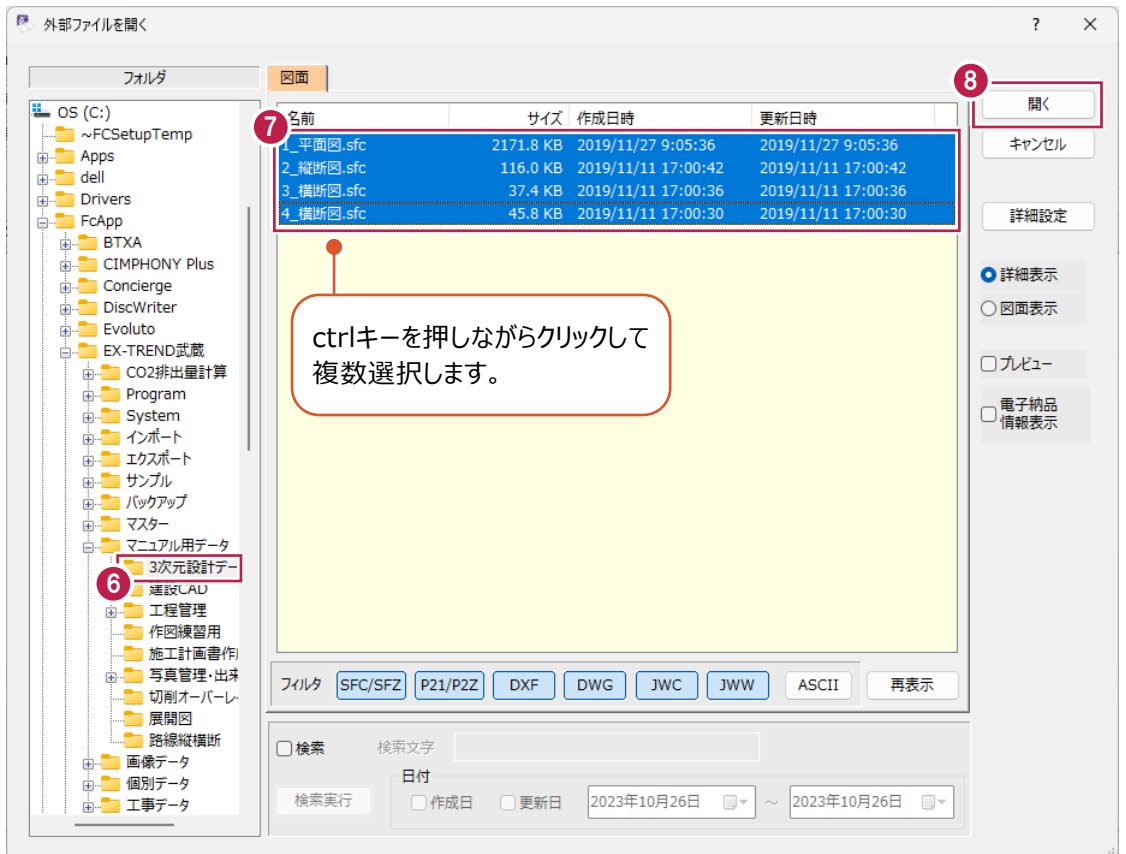 外部ファイルを開く
?
×
フォルダ
OS (C:)
~FCSetupTemp
Apps
dell
Drivers
FcApp
BTXA
CIMPHONY Plus
Concierge
DiscWriter
Evoluto
EX-TREND武蔵
CO2排出量計算
Program
System
インポート
エクスポート
サンプル
バックアップ
マスター
マニュアル用データ
6
3次元設計デー
建設CAD
工程管理
作図練習用
施工計画書作
写真管理・出来
切削オーバーレ
展開図
路線縦横断
画像データ
個別データ
工事データ
図面
7
名前 サイズ 作成日時 更新日時
1_平面図.sfc 2171.8 KB 2019/11/27 9:05:36 2019/11/27 9:05:36
2_縦断図.sfc 116.0 KB 2019/11/11 17:00:42 2019/11/11 17:00:42
3_横断図.sfc 37.4 KB 2019/11/11 17:00:36 2019/11/11 17:00:36
4_横断図.sfc 45.8 KB 2019/11/11 17:00:30 2019/11/11 17:00:30
ctrlキーを押しながらクリックして
複数選択します。
フィルタ SFC/SFZ P21/P2Z DXF DWG JWC JWW ASCII 再表示
検索 検索文字
日付
検索実行 作成日 更新日 2023年10月26日 ～ 2023年10月26日
8
開く
キャンセル
詳細設定
詳細表示
図面表示
プレビュー
電子納品
情報表示